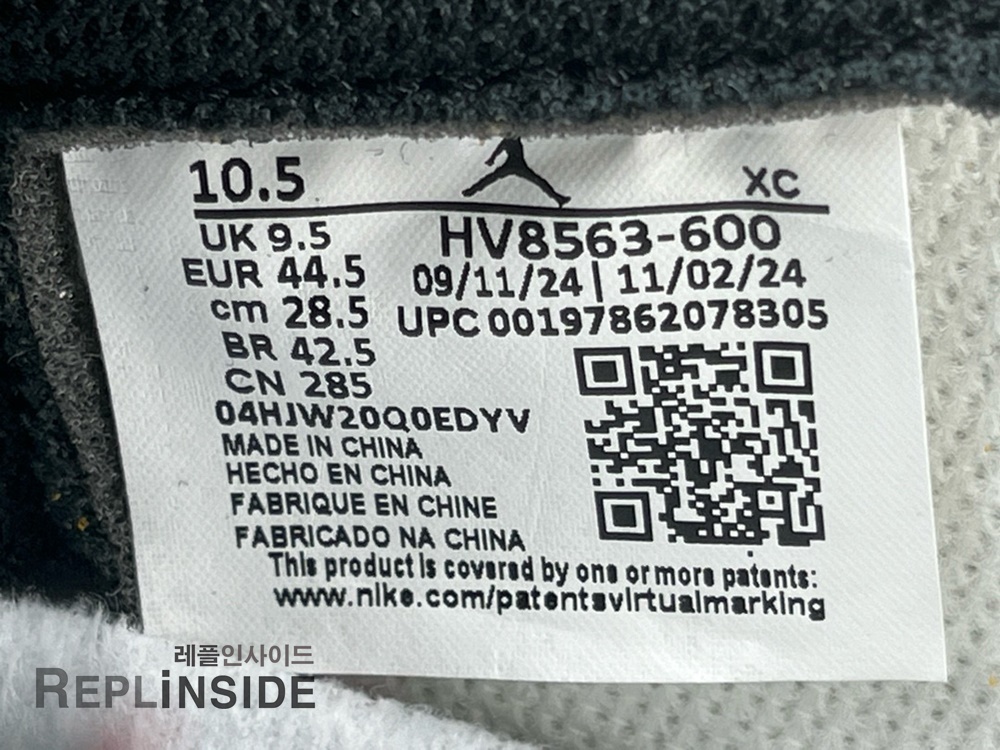 10.5 XC
UK 9.5 HV8563-600
EUR 44.5 09/11/24 | 11/02/24
cm 28.5 UPC 00197862078305
BR 42.5
CN 285
04HJW20Q0EDYV
MADE IN CHINA
HECHO EN CHINA
FABRIQUE EN CHINE
FABRICADO NA CHINA
This product is covered by one or more patents:
www.nike.com/patentsvirtualmarking
레플인사이드
REPLINSIDE